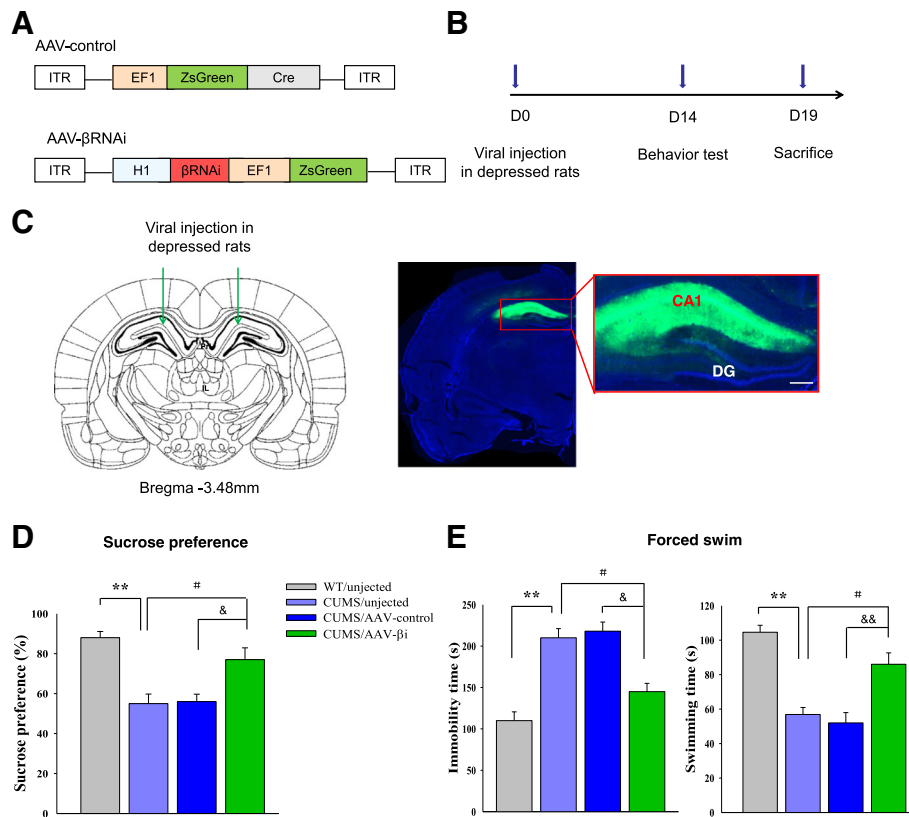 A
AAV-control
ITR EF1 ZsGreen Cre ITR
AAV-βRNAi
ITR H1 βRNAi EF1 ZsGreen ITR
B
D0 D14 D19
Viral injection
in depressed rats
Behavior test
Sacrifice
C
Viral injection in
depressed rats
IL
Bregma -3.48mm
CA1
DG
D
Sucrose preference
** # &
Sucrose preference (%)
100
80
60
40
20
0
WT/unjected
CUMS/unjected
CUMS/AAV-control
CUMS/AAV-βi
E
Forced swim
** # &
Immobility time (s)
250
200
150
100
50
0
** # &&
Swimming time (s)
120
100
80
60
40
20
0